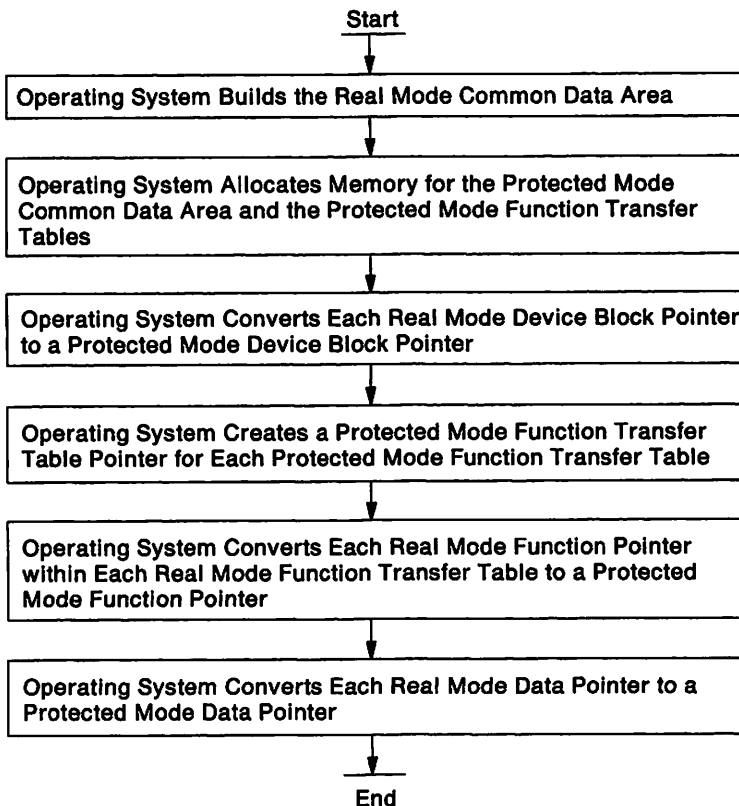 Start
Operating System Builds the Real Mode Common Data Area
Operating System Allocates Memory for the Protected Mode
Common Data Area and the Protected Mode Function Transfer
Tables
Operating System Converts Each Real Mode Device Block Pointer
to a Protected Mode Device Block Pointer
Operating System Creates a Protected Mode Function Transfer
Table Pointer for Each Protected Mode Function Transfer Table
Operating System Converts Each Real Mode Function Pointer
within Each Real Mode Function Transfer Table to a Protected
Mode Function Pointer
Operating System Converts Each Real Mode Data Pointer to a
Protected Mode Data Pointer
End